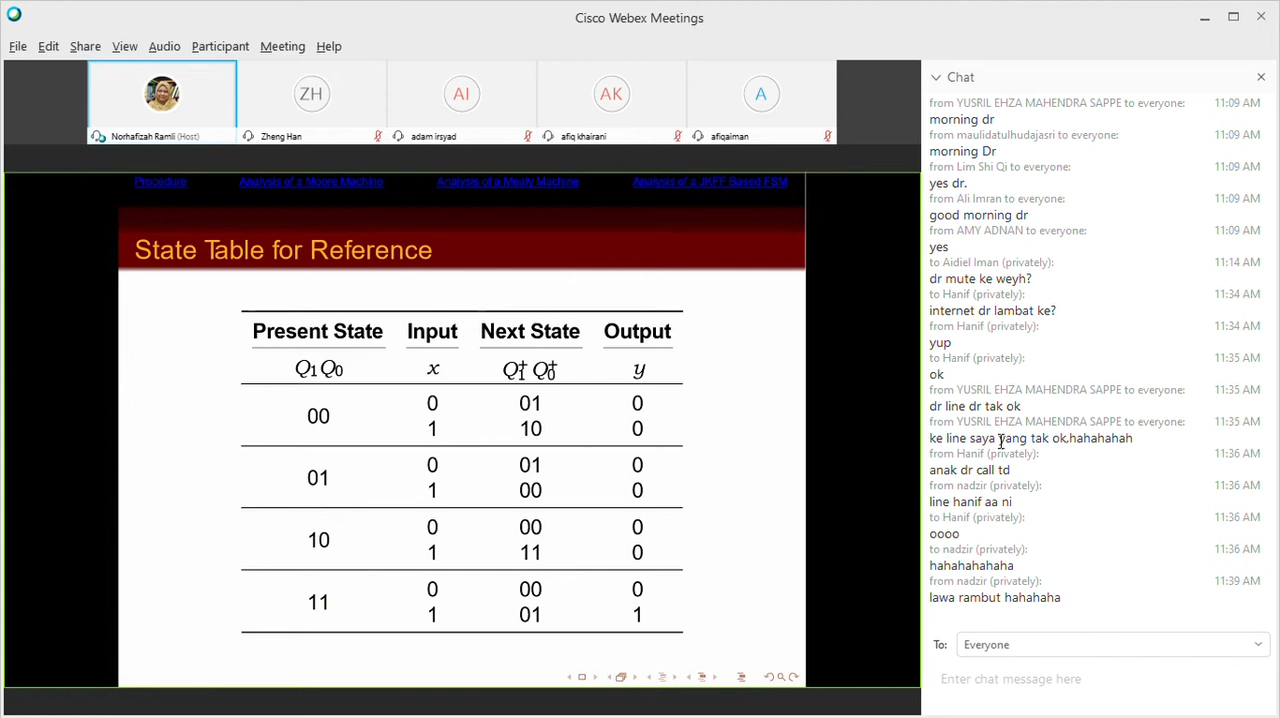 Cisco Webex Meetings
File Edit Share View Audio Participant Meeting Help
ZH AI AK A
Norhafizah Ramli (Host) Zheng Han adam irsyad afiq khairani afiqaiman
Procedure Analysis of a Moore Machine Analysis of a Mealy Machine Analysis of a JKFF Based FSM
State Table for Reference
Present State Input Next State Output
Q1Q0 x Q1+ Q0+ y
00 0 01 0
1 10 0
01 0 01 0
1 00 0
10 0 00 0
1 11 0
11 0 00 0
1 01 1
Chat
from YUSRIL EHZA MAHENDRA SAPPE to everyone: 11:09 AM
morning dr
from maulidatulhudajasri to everyone: 11:09 AM
morning Dr
from Lim Shi Qi to everyone: 11:09 AM
yes dr.
from Ali Imran to everyone: 11:09 AM
good morning dr
from AMY ADNAN to everyone: 11:09 AM
yes
to Aidiel Iman (privately): 11:14 AM
dr mute ke weyh?
to Hanif (privately): 11:34 AM
internet dr lambat ke?
from Hanif (privately): 11:34 AM
yup
to Hanif (privately): 11:35 AM
ok
from YUSRIL EHZA MAHENDRA SAPPE to everyone: 11:35 AM
dr line dr tak ok
from YUSRIL EHZA MAHENDRA SAPPE to everyone: 11:35 AM
ke line saya yang tak ok,hahahahah
from Hanif (privately): 11:36 AM
anak dr call td
from nadzir (privately): 11:36 AM
line hanif aa ni
to Hanif (privately): 11:36 AM
oooo
to nadzir (privately): 11:36 AM
hahahahahaha
from nadzir (privately): 11:39 AM
lawa rambut hahahaha
To: Everyone
Enter chat message here